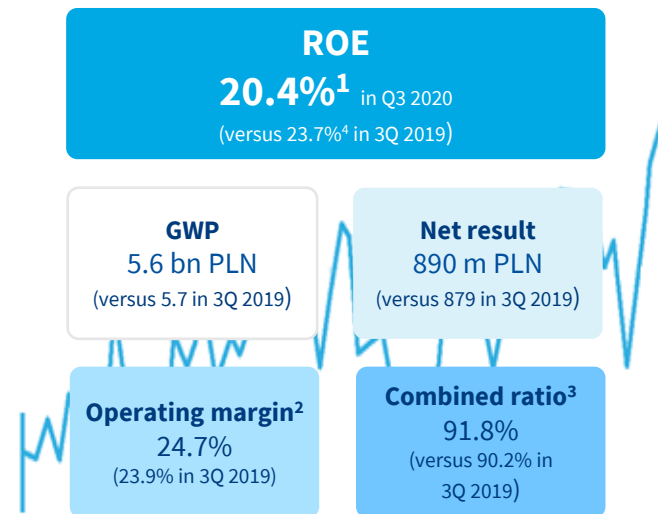 ROE
20.4%¹ in Q3 2020
(versus 23.7%⁴ in 3Q 2019)
GWP
5.6 bn PLN
(versus 5.7 in 3Q 2019)
Net result
890 m PLN
(versus 879 in 3Q 2019)
Operating margin²
24.7%
(23.9% in 3Q 2019)
Combined ratio³
91.8%
(versus 90.2% in
3Q 2019)